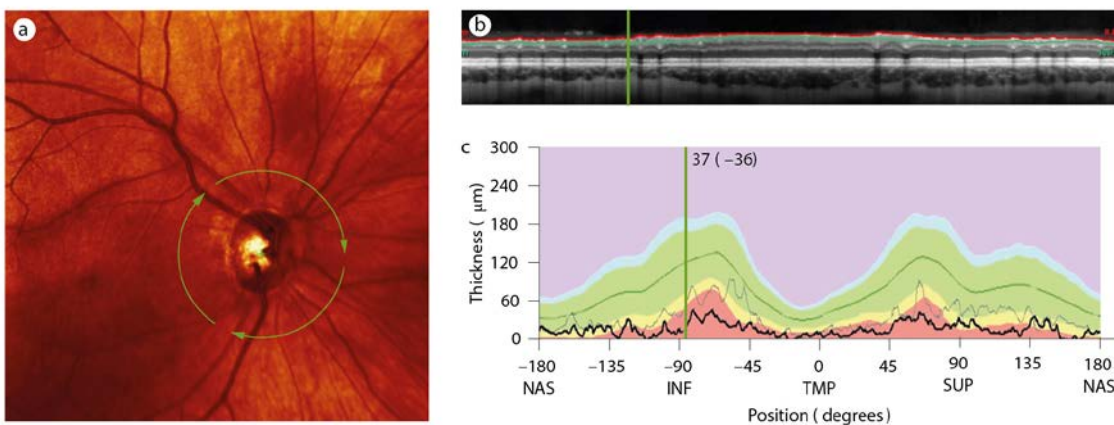 a
b
c
300
240
180
120
60
0
Thickness ( μm)
37 ( −36)
−180
−135
−90
−45
0
45
90
135
180
NAS
INF
TMP
SUP
NAS
Position ( degrees)